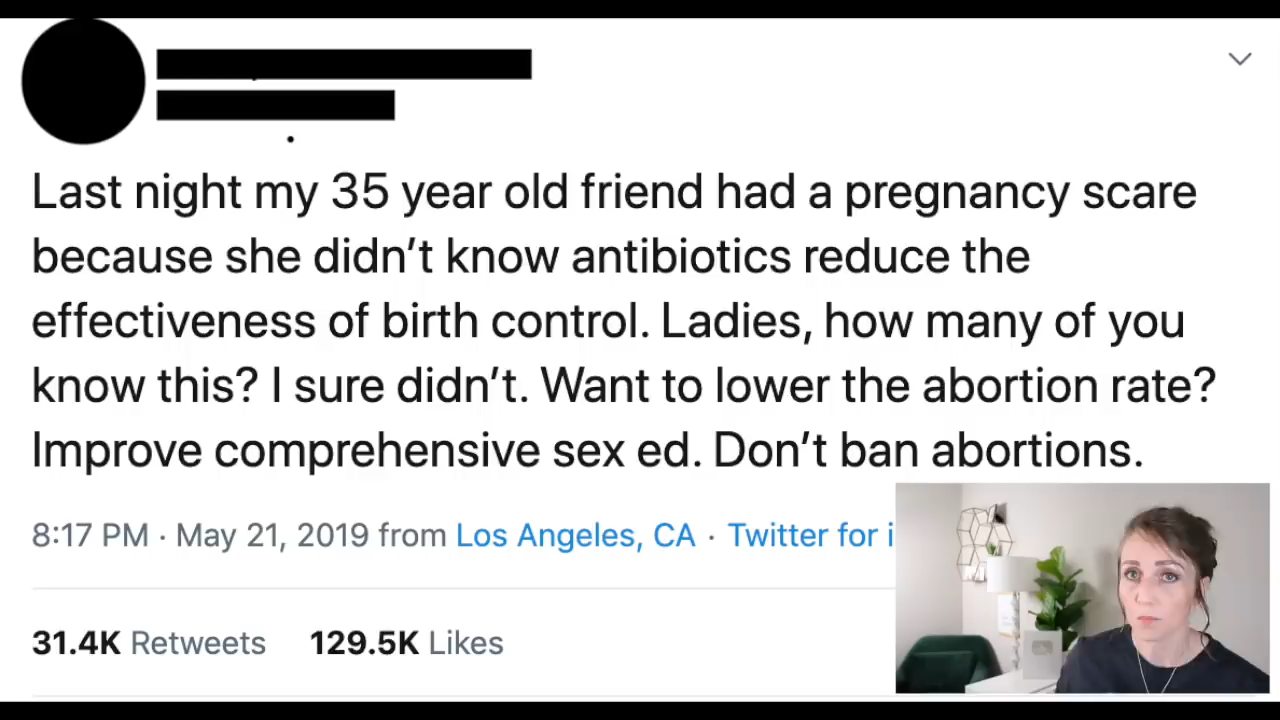 Last night my 35 year old friend had a pregnancy scare
because she didn’t know antibiotics reduce the
effectiveness of birth control. Ladies, how many of you
know this? I sure didn’t. Want to lower the abortion rate?
Improve comprehensive sex ed. Don’t ban abortions.
8:17 PM · May 21, 2019 from Los Angeles, CA · Twitter for i
31.4K Retweets 129.5K Likes